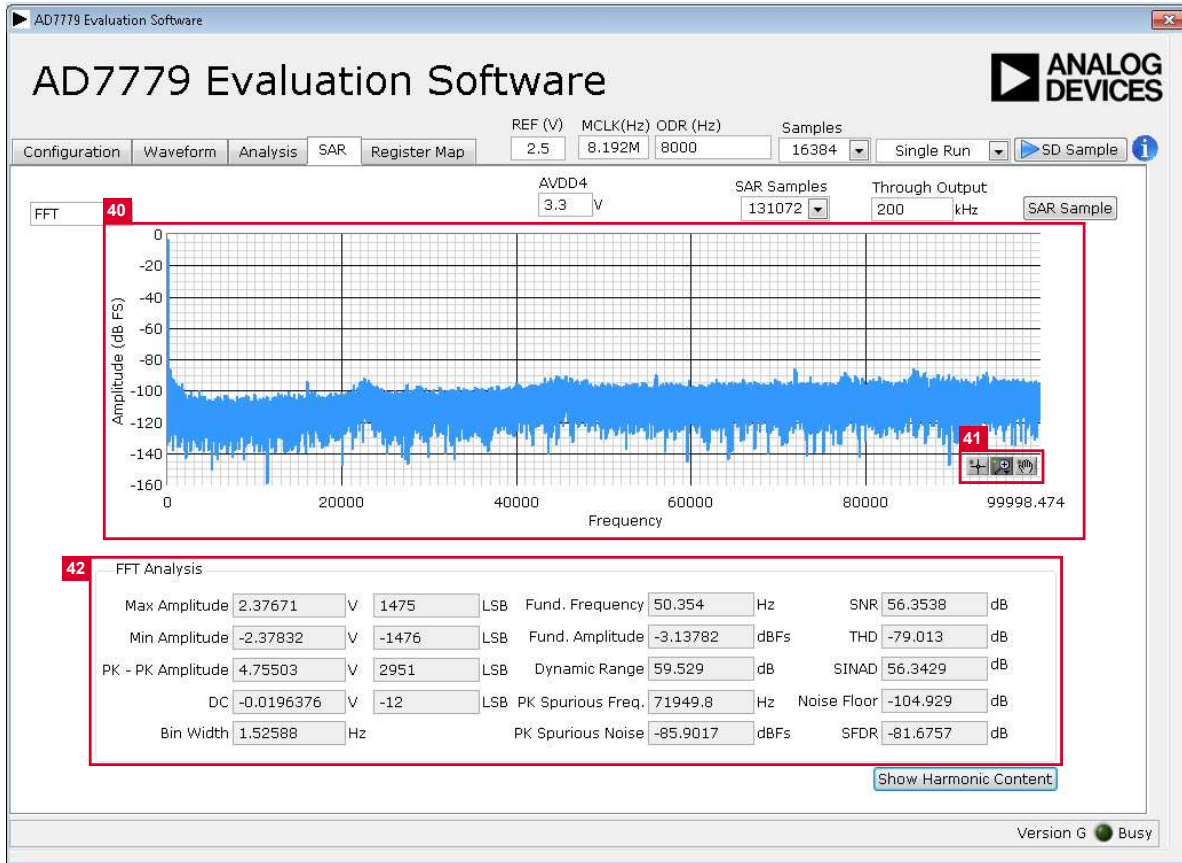 AD7779 Evaluation Software
AD7779 Evaluation Software
ANALOG
DEVICES
REF (V) MCLK(Hz) ODR (Hz) Samples
Configuration Waveform Analysis SAR Register Map 2.5 8.192M 8000 16384 Single Run SD Sample i
AVDD4 SAR Samples Through Output
FFT 3.3 V 131072 200 kHz SAR Sample
40
0
-20
-40
-60
-80
-100
-120
-140
-160
Amplitude (dB FS)
41
0 20000 40000 60000 80000 99998.474
Frequency
42 FFT Analysis
Max Amplitude 2.37671 V 1475 LSB Fund. Frequency 50.354 Hz SNR 56.3538 dB
Min Amplitude -2.37832 V -1476 LSB Fund. Amplitude -3.13782 dBFs THD -79.013 dB
PK - PK Amplitude 4.75503 V 2951 LSB Dynamic Range 59.529 dB SINAD 56.3429 dB
DC -0.0196376 V -12 LSB PK Spurious Freq. 71949.8 Hz Noise Floor -104.929 dB
Bin Width 1.52588 Hz PK Spurious Noise -85.9017 dBFs SFDR -81.6757 dB
Show Harmonic Content
Version G Busy